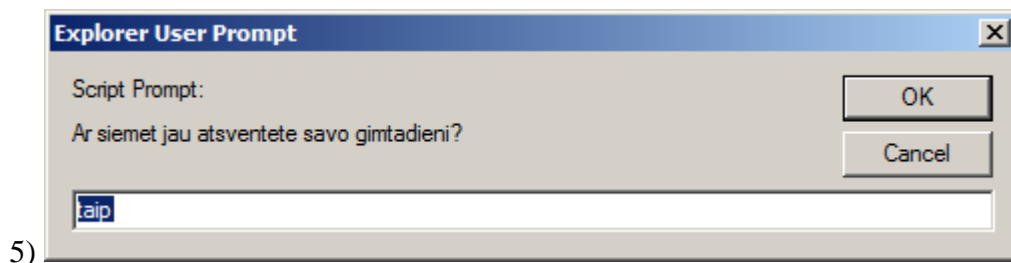 Explorer User Prompt
Script Prompt:
OK
Ar siemet jau atsventete savo gimtadieni?
Cancel
taip
5)